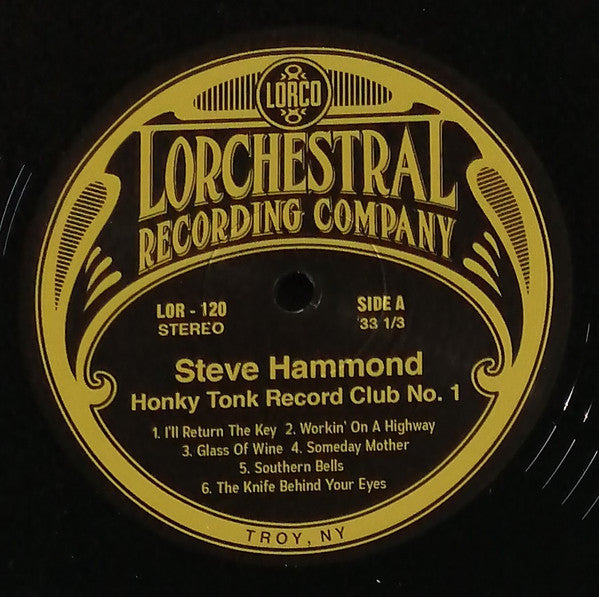 LORCO
LORCHESTRAL
RECORDING COMPANY
LOR - 120
STEREO
SIDE A
'33 1/3
Steve Hammond
Honky Tonk Record Club No. 1
1. I'll Return The Key 2. Workin' On A Highway
3. Glass Of Wine 4. Someday Mother
5. Southern Bells
6. The Knife Behind Your Eyes
TROY, NY